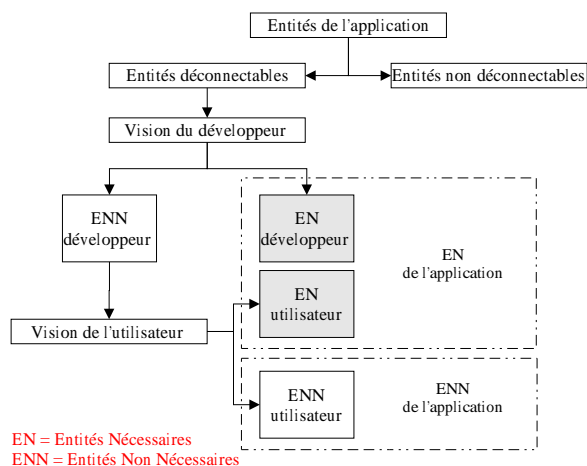 Entités de l'application
Entités déconnectables
Entités non déconnectables
Vision du développeur
ENN
développeur
EN
développeur
EN
de l'application
EN
utilisateur
Vision de l'utilisateur
ENN
utilisateur
ENN
de l'application
EN = Entités Nécessaires
ENN = Entités Non Nécessaires